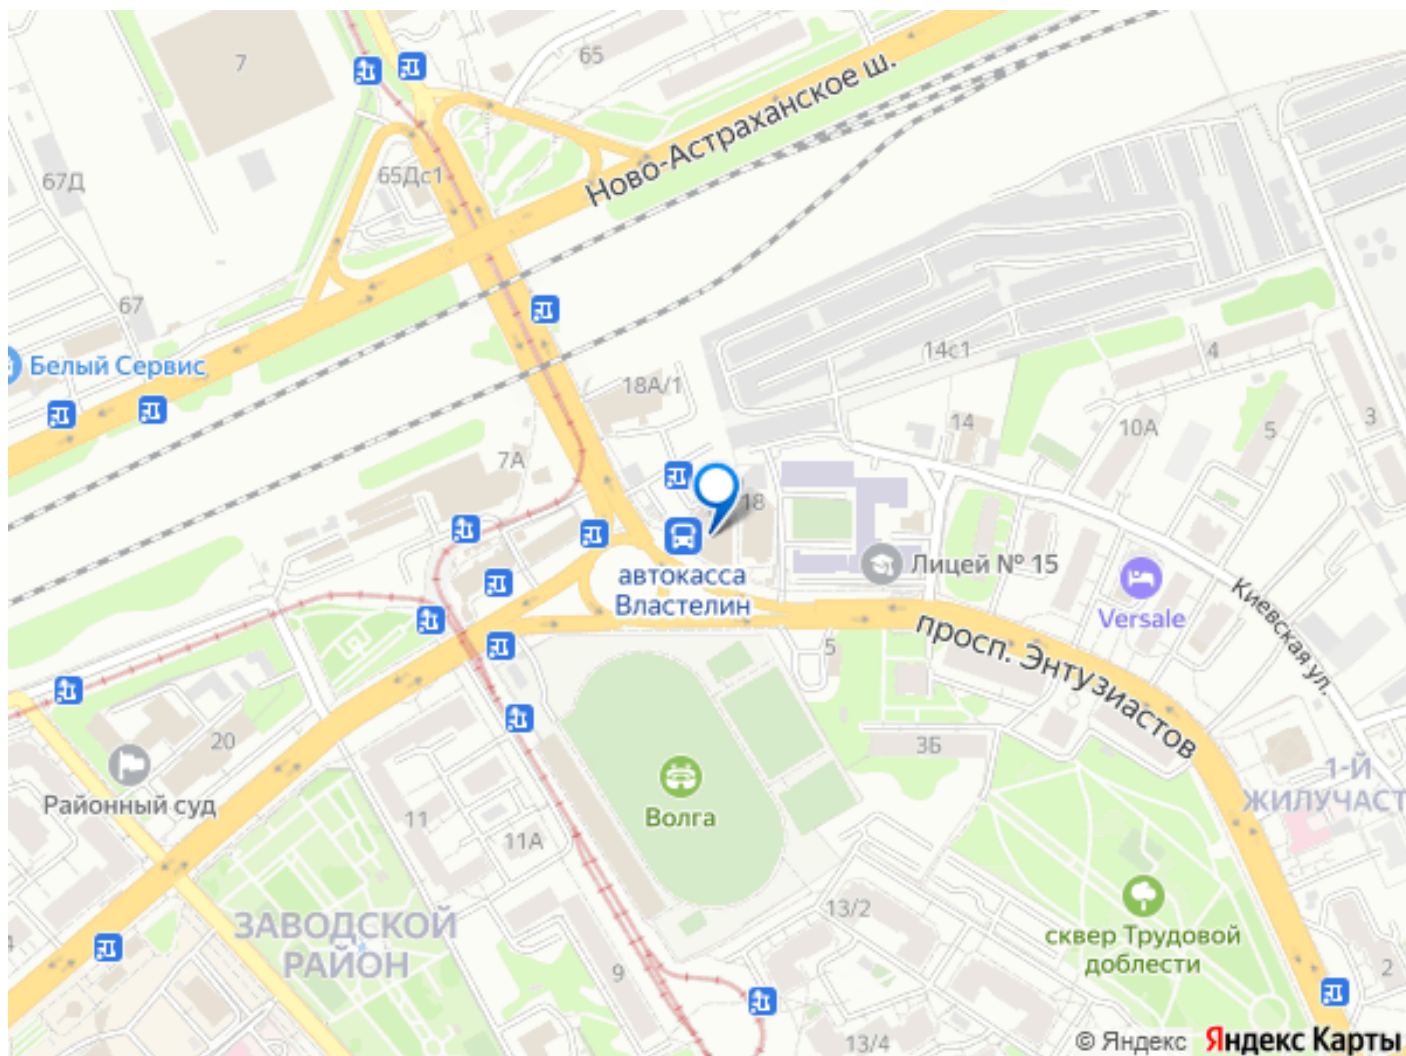 7
65
Ново-Астраханское ш.
67Д
65Дс1
67
Белый Сервис
14с1
4
18А/1
3
14
10А
5
7А
18
автокасса
Властелин
Лицей № 15
Versale
Киевская ул.
просп. Энтузиастов
5
20
3Б
Районный суд
Волга
1-Й
ЖИЛУЧАСТ
11
11А
13/2
ЗАВОДСКОЙ
РАЙОН
сквер Трудовой
доблести
4
9
2
13/4
© Яндекс Яндекс Карты